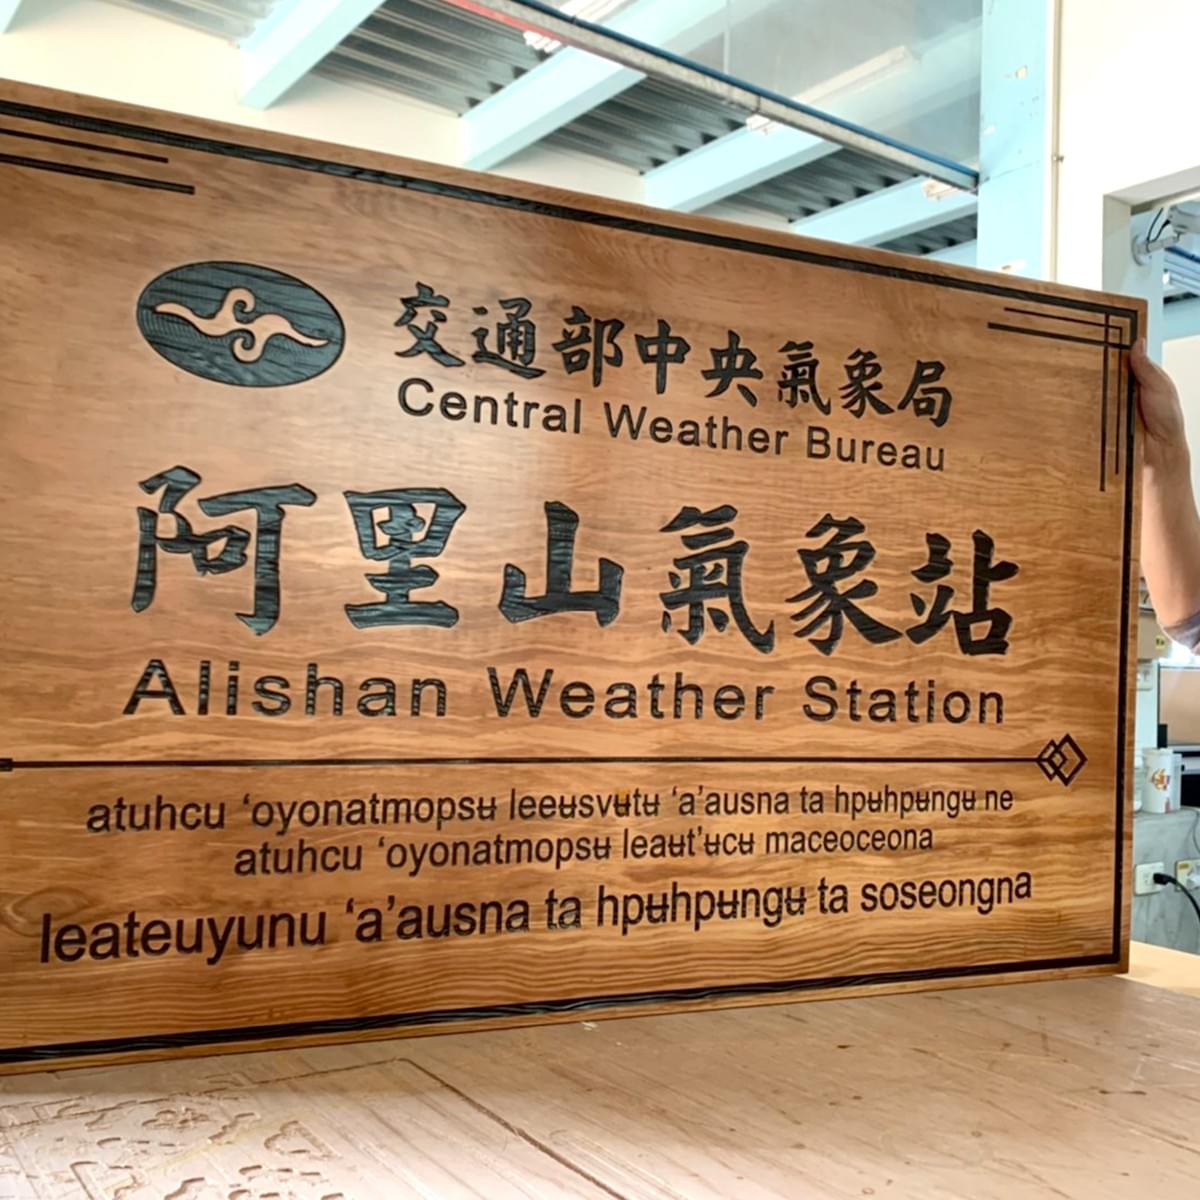 交通部中央氣象局
Central Weather Bureau
阿里山氣象站
Alishan Weather Station
atuhcu ‘oyonatmopsʉ leeʉsvʉtʉ ‘a’ausna ta hpʉhpʉngʉ ne
atuhcu ‘oyonatmopsʉ leaʉt’ʉcʉ maceoceona
leateuyunu ‘a’ausna ta hpʉhpʉngʉ ta soseongna